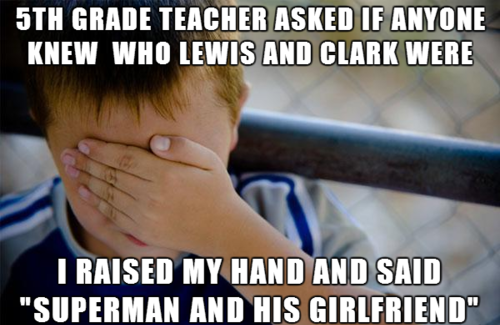 5TH GRADE TEACHER ASKED IF ANYONE
KNEW WHO LEWIS AND CLARK WERE
I RAISED MY HAND AND SAID
"SUPERMAN AND HIS GIRLFRIEND"